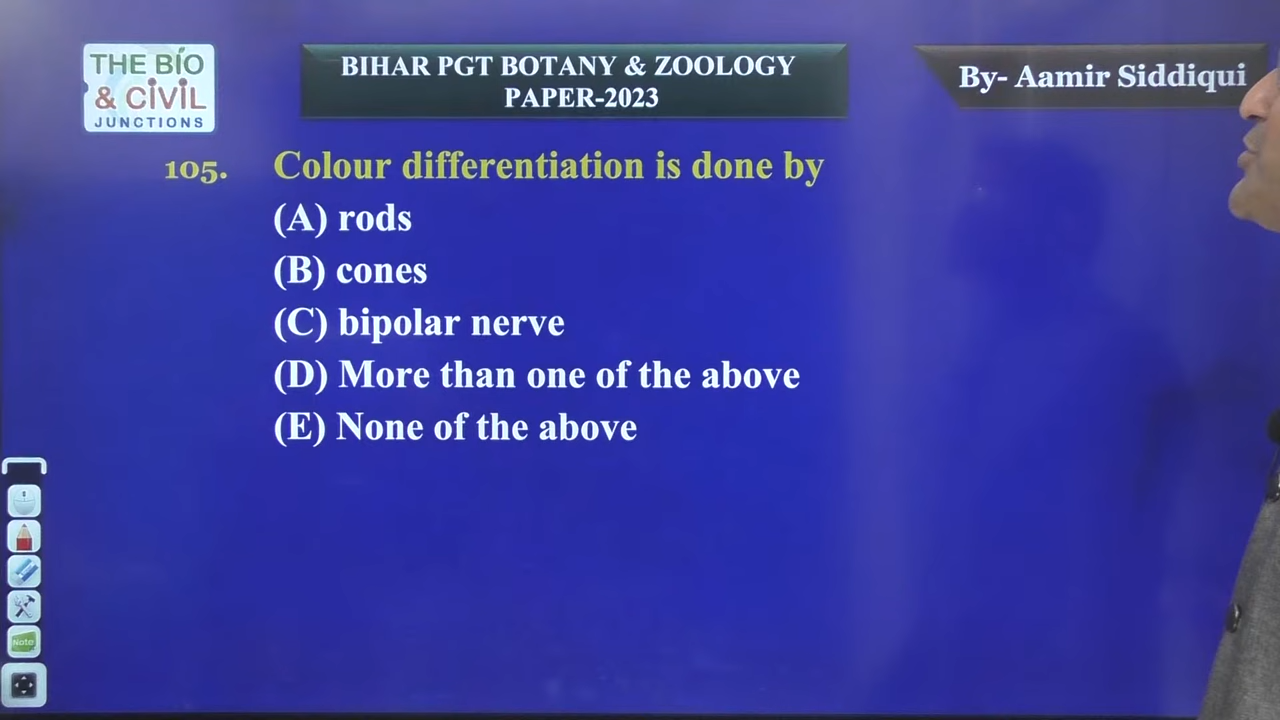 THE BIO
& CIVIL
JUNCTIONS
BIHAR PGT BOTANY & ZOOLOGY
PAPER-2023
By- Aamir Siddiqui
105. Colour differentiation is done by
(A) rods
(B) cones
(C) bipolar nerve
(D) More than one of the above
(E) None of the above
Note